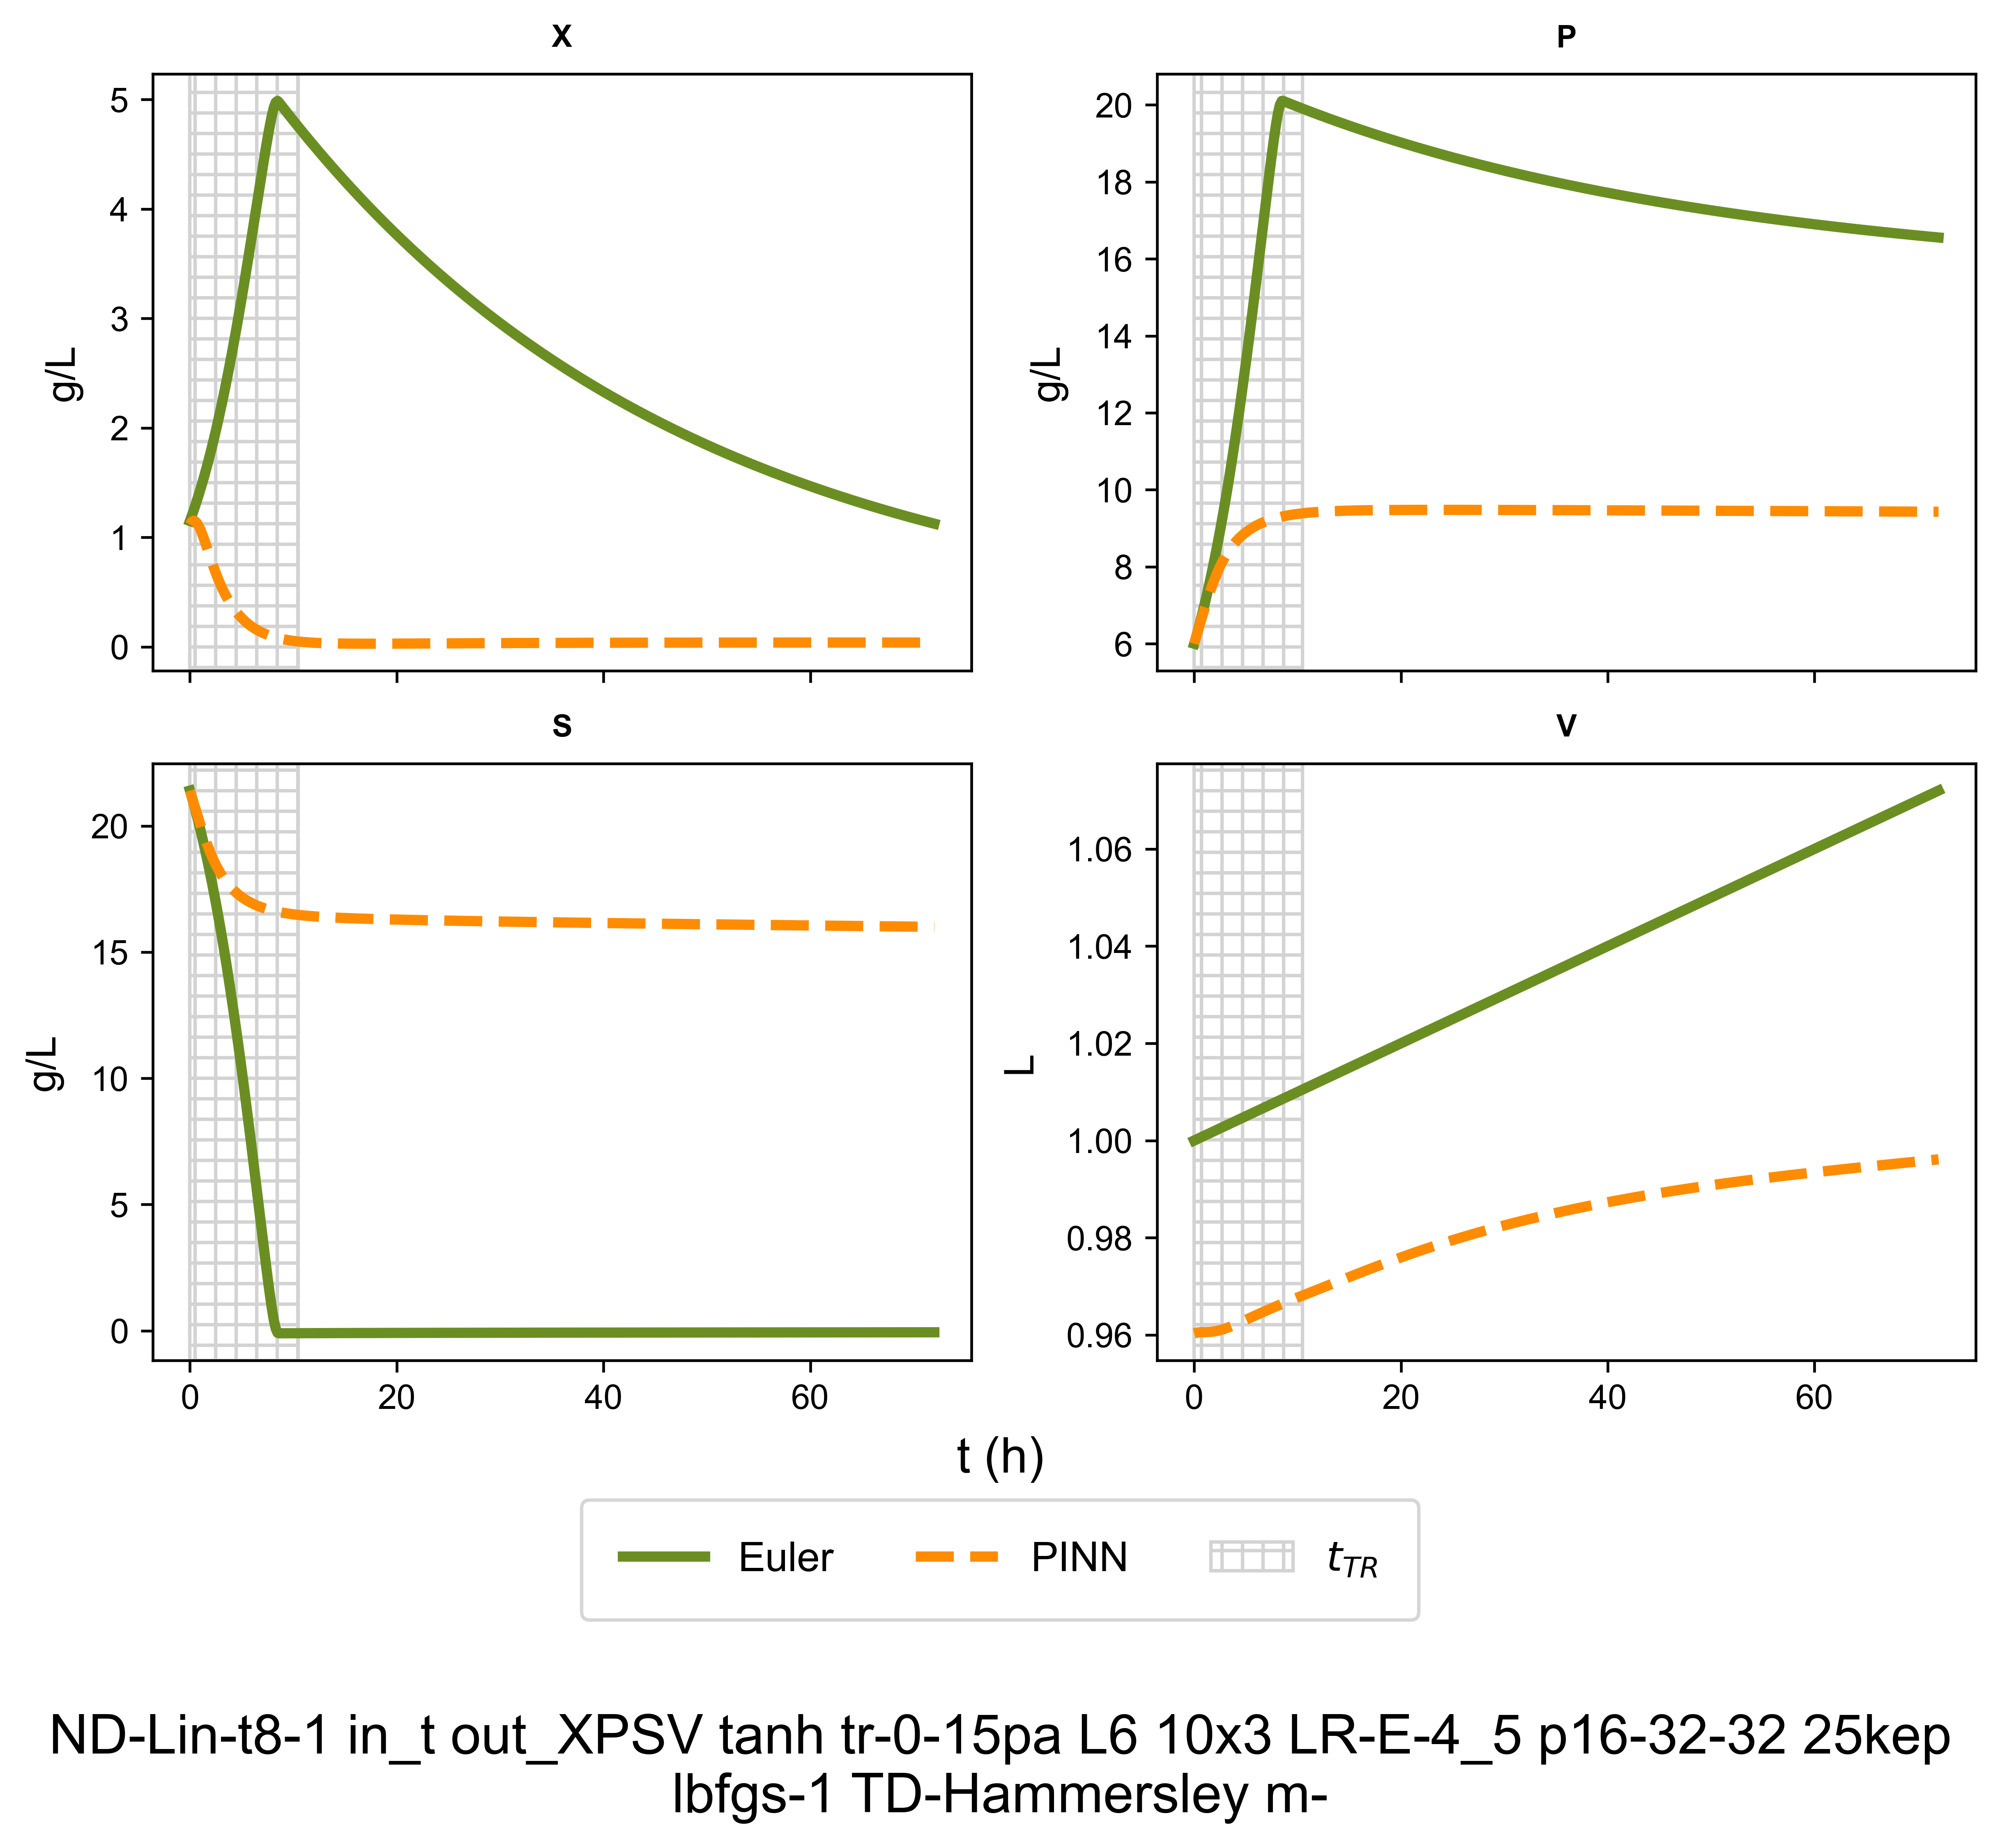 X
P
5
4
3
2
1
0
g/L
20
18
16
14
12
10
8
6
g/L
S
V
20
15
10
5
0
g/L
0
20
40
60
1.06
1.04
1.02
1.00
0.98
0.96
L
0
20
40
60
t (h)
Euler
PINN
t_TR
ND-Lin-t8-1 in_t out_XPSV tanh tr-0-15pa L6 10x3 LR-E-4_5 p16-32-32 25kep
lbfgs-1 TD-Hammersley m-